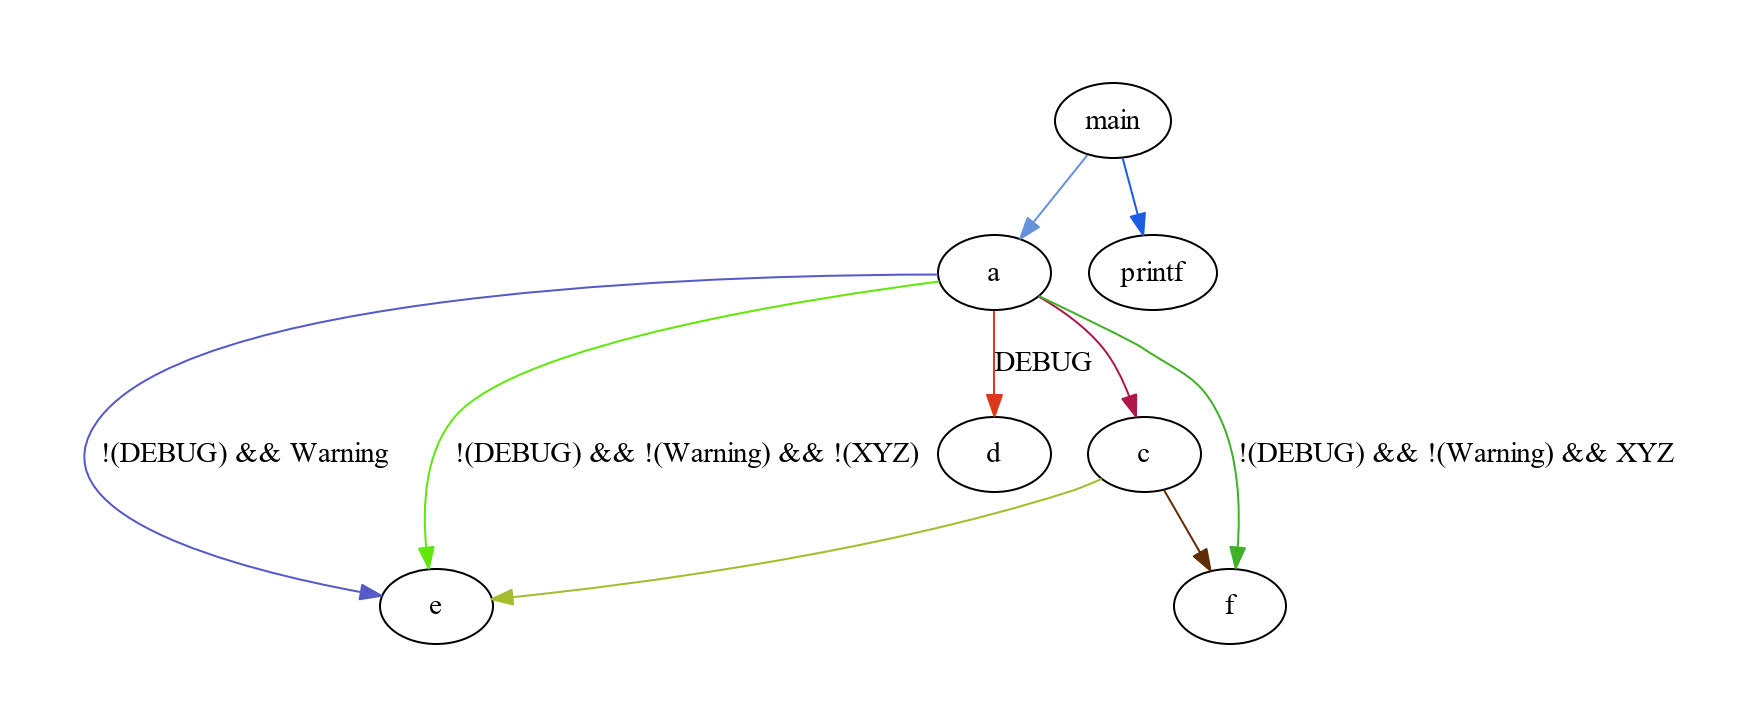 main
a
printf
DEBUG
!(DEBUG) && Warning
!(DEBUG) && !(Warning) && !(XYZ)
d
c
!(DEBUG) && !(Warning) && XYZ
e
f